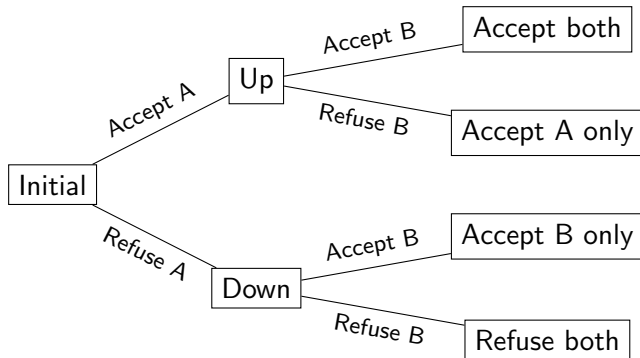 Accept B
Accept both
Up
Accept A
Refuse B
Accept A only
Initial
Refuse A
Accept B
Accept B only
Down
Refuse B
Refuse both